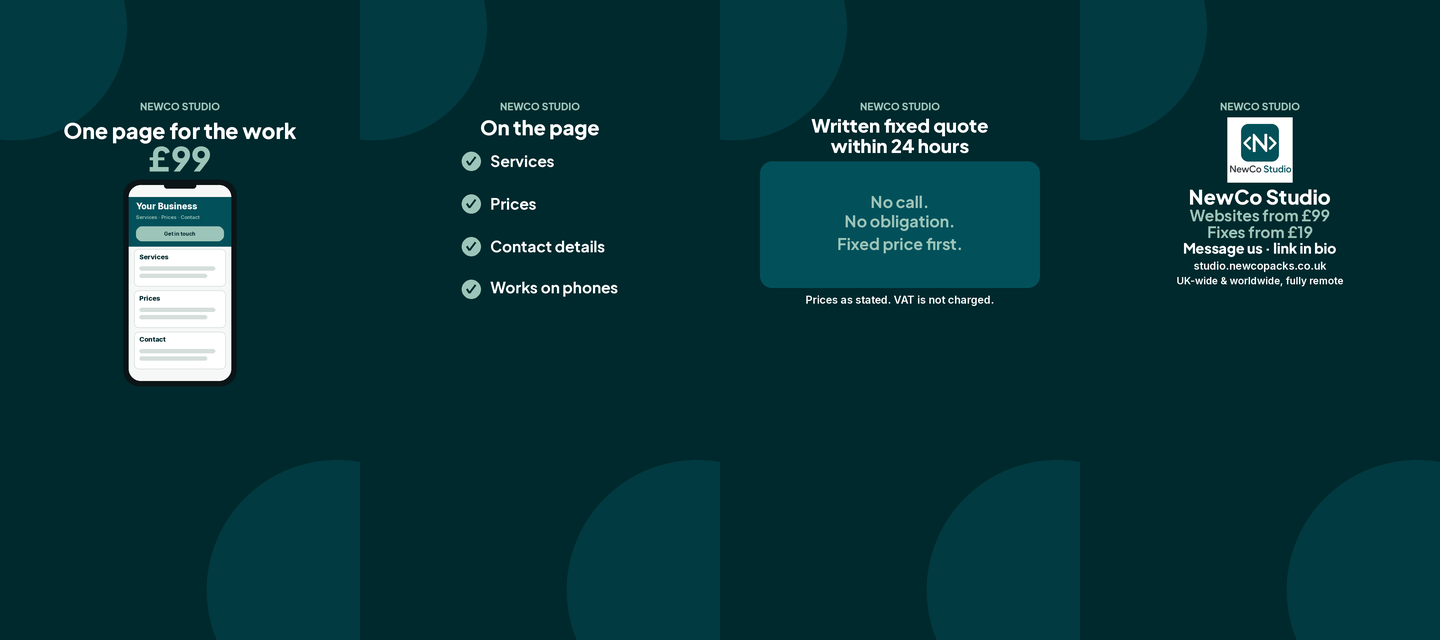 NEWCO STUDIO
One page for the work
£99
Your Business
Services · Prices · Contact
Get in touch
Services
Prices
Contact
NEWCO STUDIO
On the page
Services
Prices
Contact details
Works on phones
NEWCO STUDIO
Written fixed quote
within 24 hours
No call.
No obligation.
Fixed price first.
Prices as stated. VAT is not charged.
NEWCO STUDIO
<N>
NewCo Studio
NewCo Studio
Websites from £99
Fixes from £19
Message us · link in bio
studio.newcopacks.co.uk
UK-wide & worldwide, fully remote